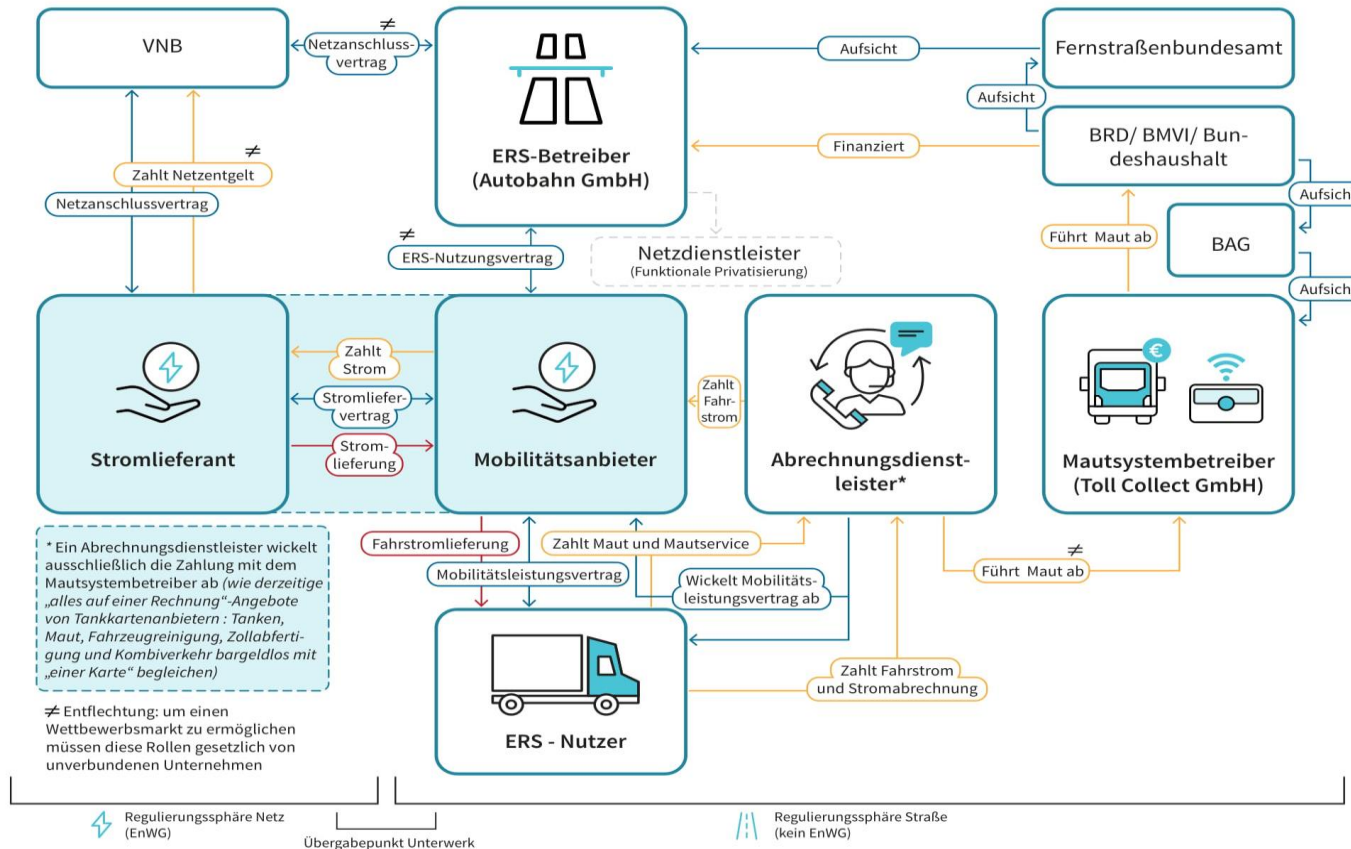 VNB
≠
Netzanschluss-
vertrag
ERS-Betreiber
(Autobahn GmbH)
Aufsicht
Fernstraßenbundesamt
Aufsicht
BRD/ BMVI/ Bun-
deshaushalt
Finanziert
≠
Zahlt Netzentgelt
Netzanschlussvertrag
Aufsicht
BAG
Führt Maut ab
Aufsicht
≠
ERS-Nutzungsvertrag
Netzdienstleister
(Funktionale Privatisierung)
Stromlieferant
Zahlt
Strom
Stromliefer-
vertrag
Strom-
lieferung
Mobilitätsanbieter
Zahlt
Fahr-
strom
Abrechnungsdienst-
leister*
€
Mautsystembetreiber
(Toll Collect GmbH)
Fahrstromlieferung
Zahlt Maut und Mautservice
Mobilitätsleistungsvertrag
Wickelt Mobilitäts-
leistungsvertrag ab
≠
Führt Maut ab
ERS - Nutzer
Zahlt Fahrstrom
und Stromabrechnung
* Ein Abrechnungsdienstleister wickelt
ausschließlich die Zahlung mit dem
Mautsystembetreiber ab (wie derzeitige
„alles auf einer Rechnung“-Angebote
von Tankkartenanbietern : Tanken,
Maut, Fahrzeugreinigung, Zollabferti-
gung und Kombiverkehr bargeldlos mit
„einer Karte“ begleichen)
≠ Entflechtung: um einen
Wettbewerbsmarkt zu ermöglichen
müssen diese Rollen gesetzlich von
unverbundenen Unternehmen
Regulierungssphäre Netz
(EnWG)
Übergabepunkt Unterwerk
Regulierungssphäre Straße
(kein EnWG)